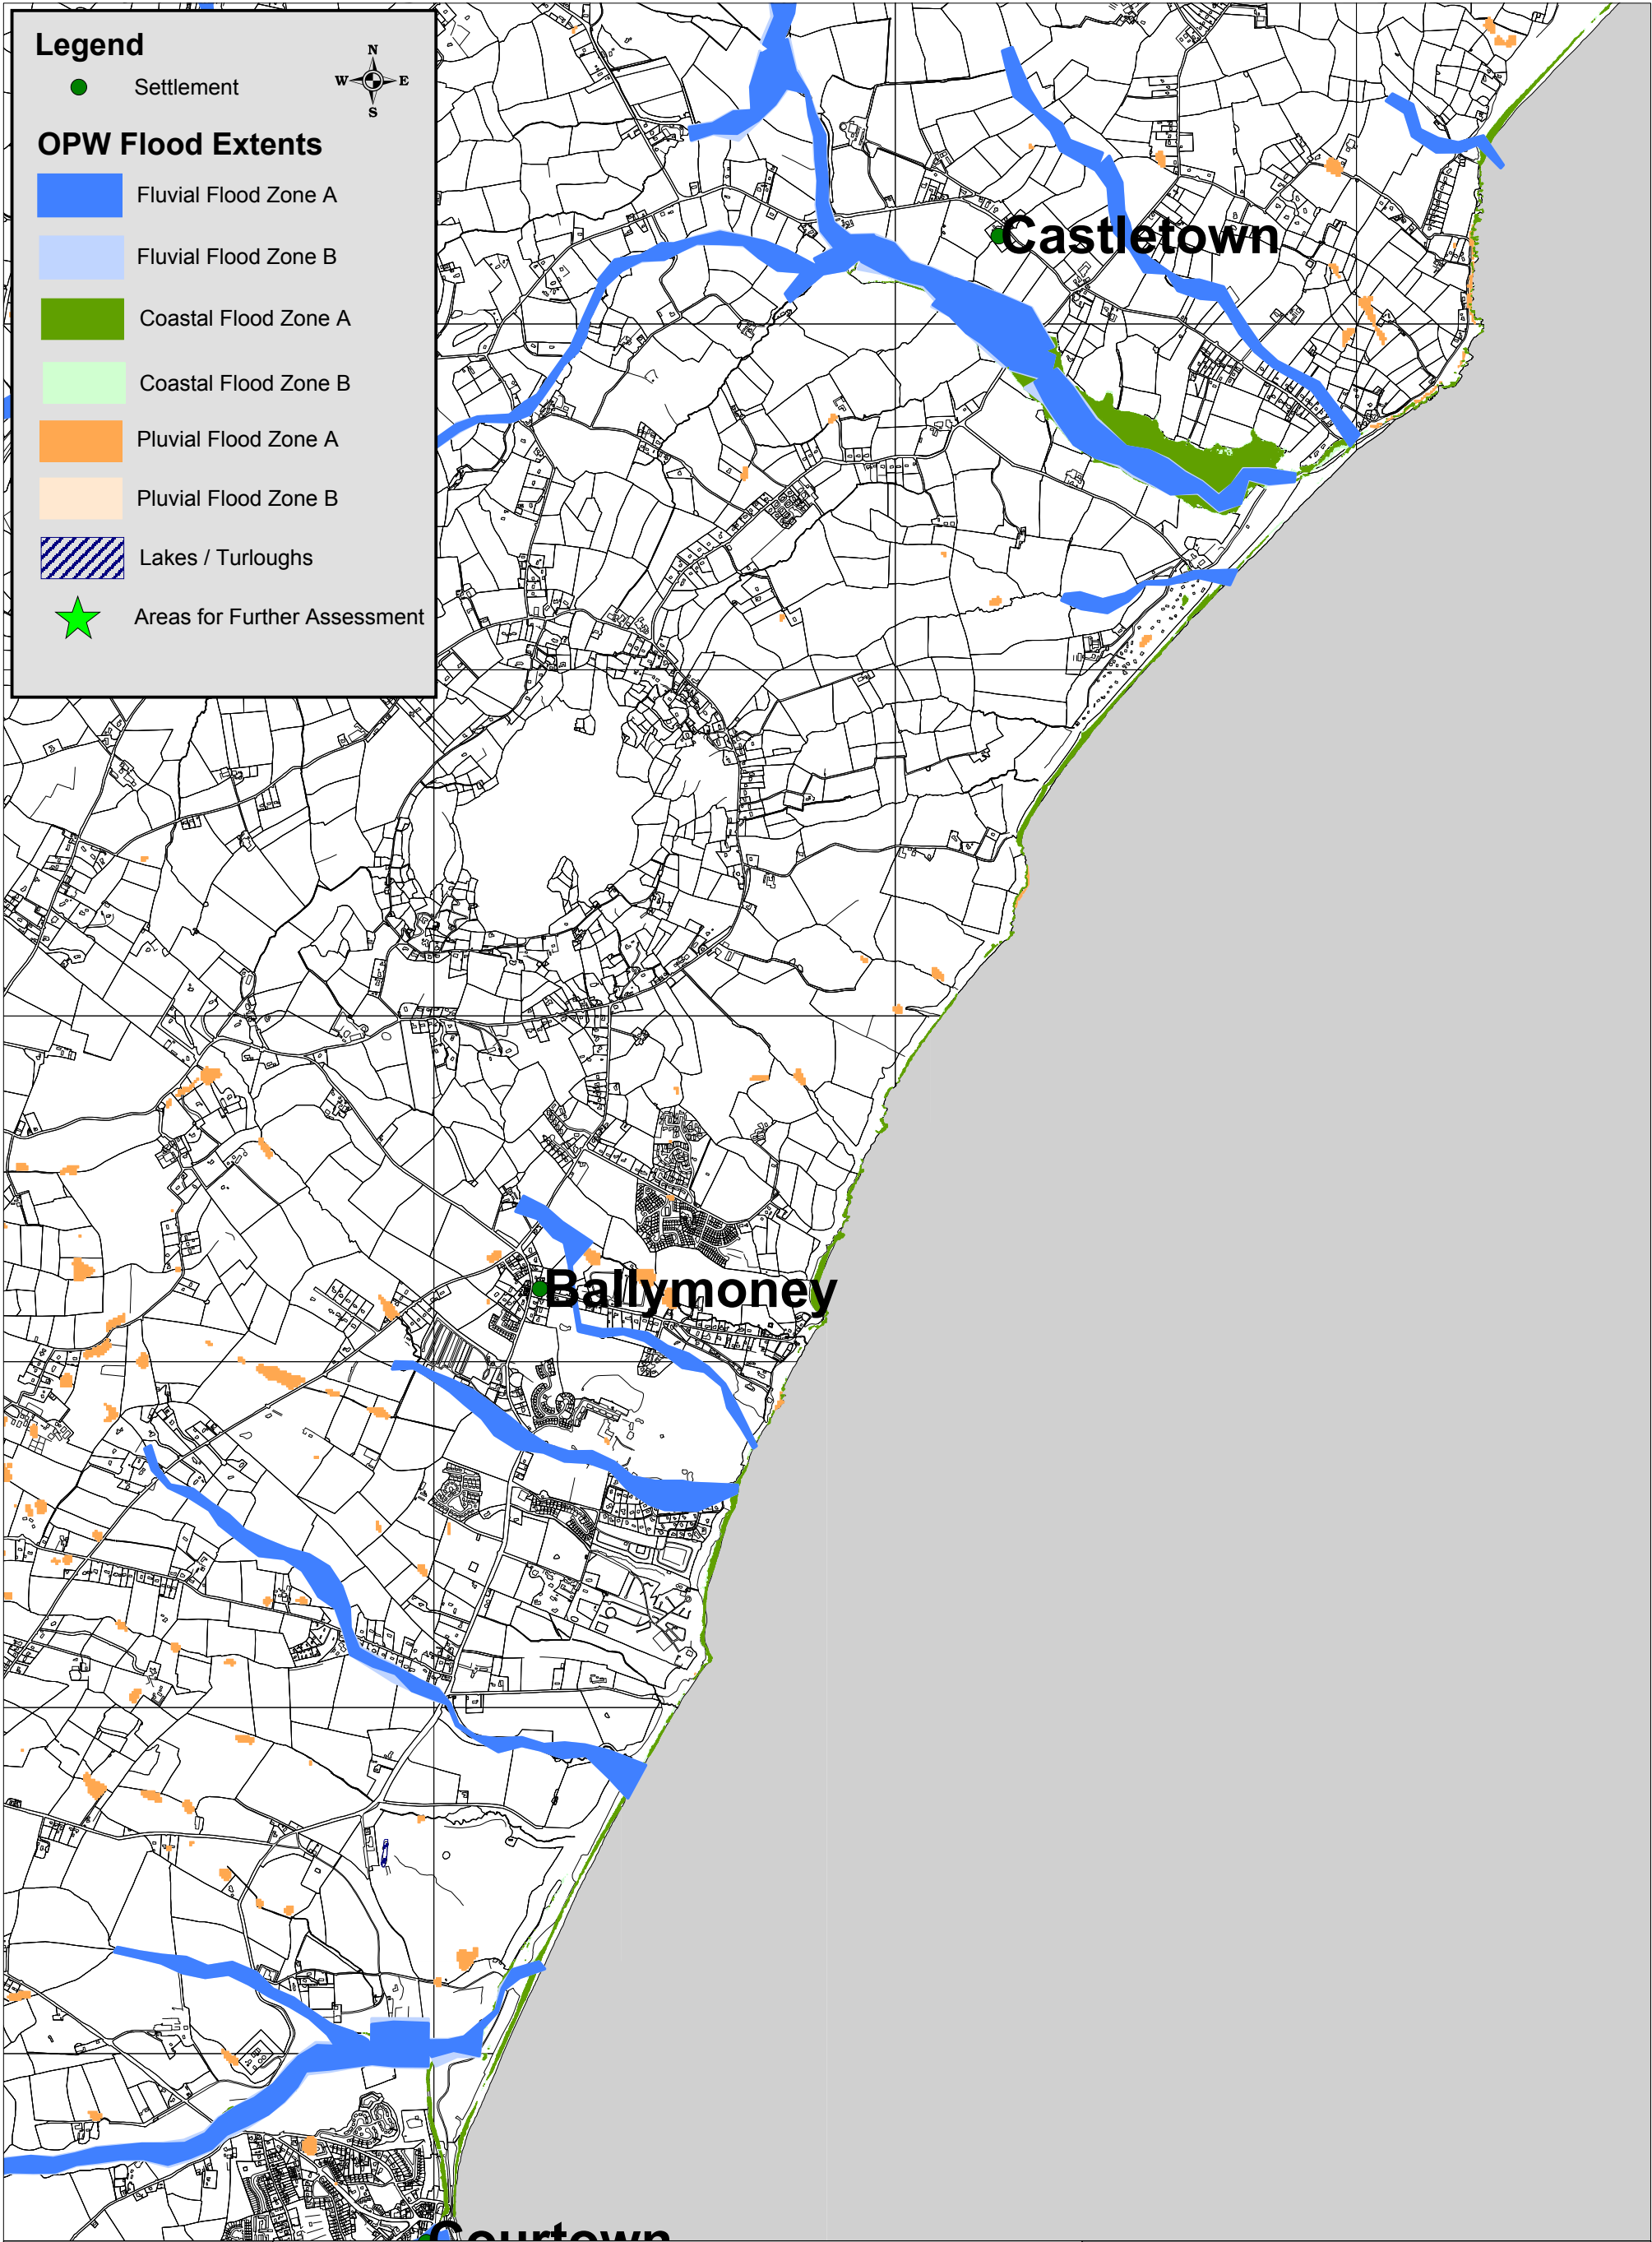 Legend
N
W E
S
Settlement
OPW Flood Extents
Fluvial Flood Zone A
Fluvial Flood Zone B
Coastal Flood Zone A
Coastal Flood Zone B
Pluvial Flood Zone A
Pluvial Flood Zone B
Lakes / Turloughs
Areas for Further Assessment
Castletown
Ballymoney
Courtown